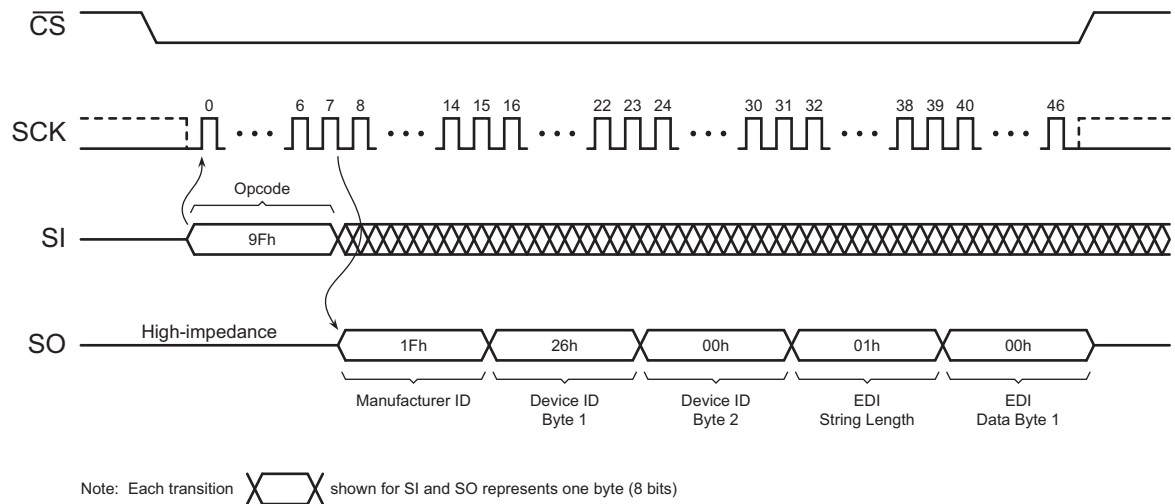 CS
0 6 7 8 14 15 16 22 23 24 30 31 32 38 39 40 46
SCK
Opcode
SI
9Fh
High-impedance
SO
1Fh 26h 00h 01h 00h
Manufacturer ID Device ID Device ID EDI EDI
Byte 1 Byte 2 String Length Data Byte 1
Note: Each transition shown for SI and SO represents one byte (8 bits)